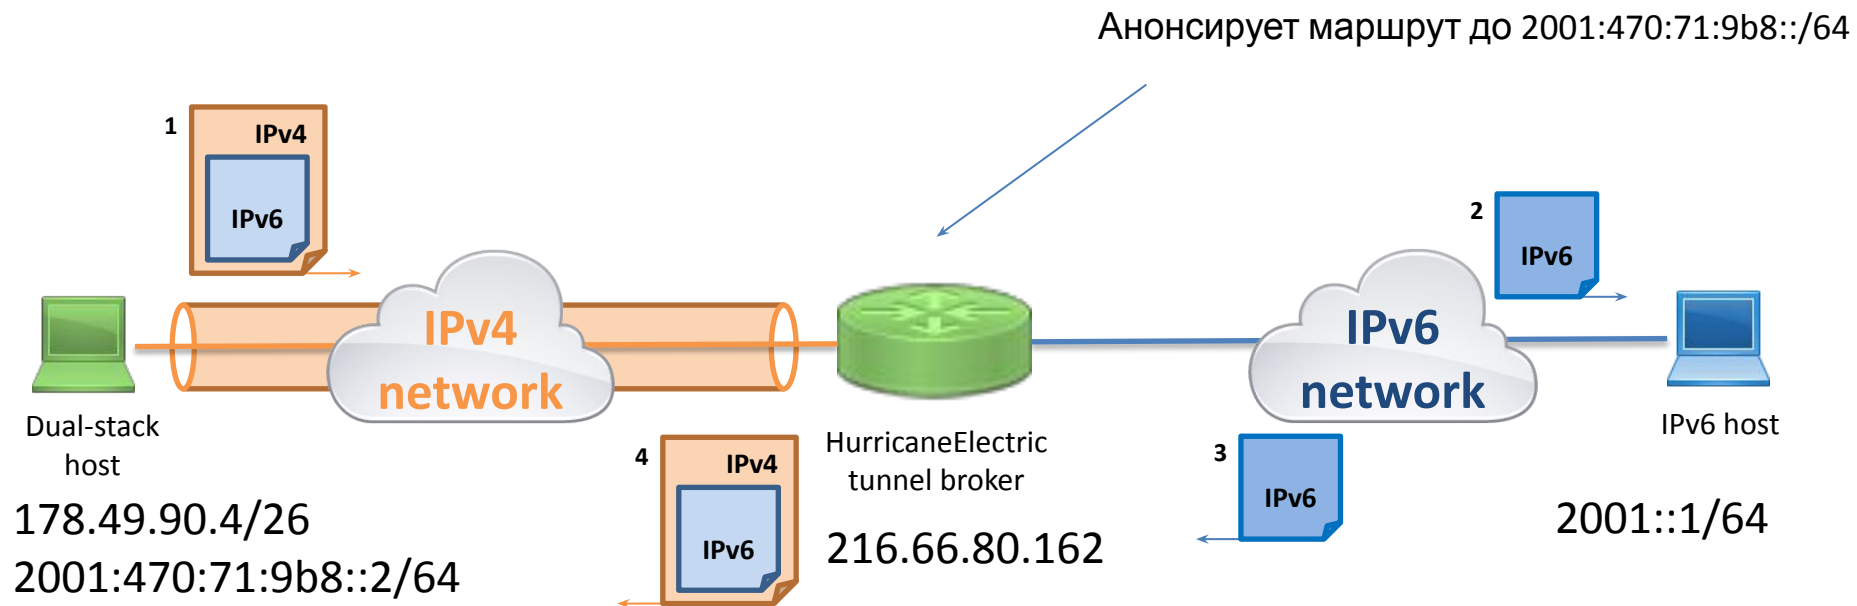 Анонсирует маршрут до 2001:470:71:9b8::/64
1
IPv4
IPv6
2
IPv6
IPv4
network
IPv6
network
Dual-stack
host
HurricaneElectric
tunnel broker
IPv6 host
4
IPv4
IPv6
3
IPv6
178.49.90.4/26
2001:470:71:9b8::2/64
216.66.80.162
2001::1/64